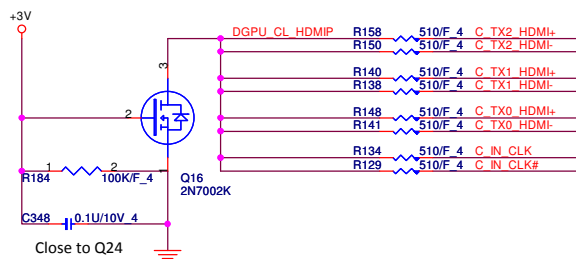 +3V
DGPU_CL_HDMIP R158 510/F_4 C_TX2_HDMI+
R150 510/F_4 C_TX2_HDMI-
3
R140 510/F_4 C_TX1_HDMI+
R138 510/F_4 C_TX1_HDMI-
2
R148 510/F_4 C_TX0_HDMI+
R141 510/F_4 C_TX0_HDMI-
R134 510/F_4 C_IN_CLK
R129 510/F_4 C_IN_CLK#
1 2 1
R184 100K/F_4 Q16
2N7002K
C348 0.1U/10V_4
Close to Q24